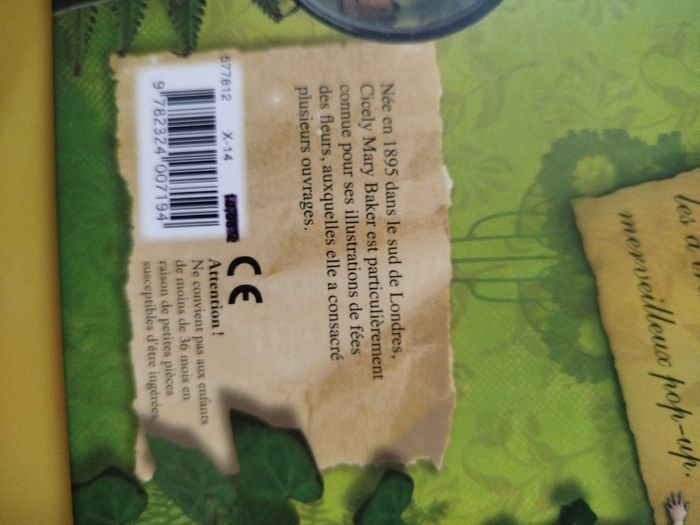 les
merveilleux pop-up.
Née en 1895 dans le sud de Londres,
Cicely Mary Baker est particulièrement
connue pour ses illustrations de fées
des fleurs, auxquelles elle a consacré
plusieurs ouvrages.
577812 X-14
9 782324 007194
CE
Attention !
Ne convient pas aux enfants
de moins de 36 mois en
raison de petites pièces
susceptibles d'être ingérées.